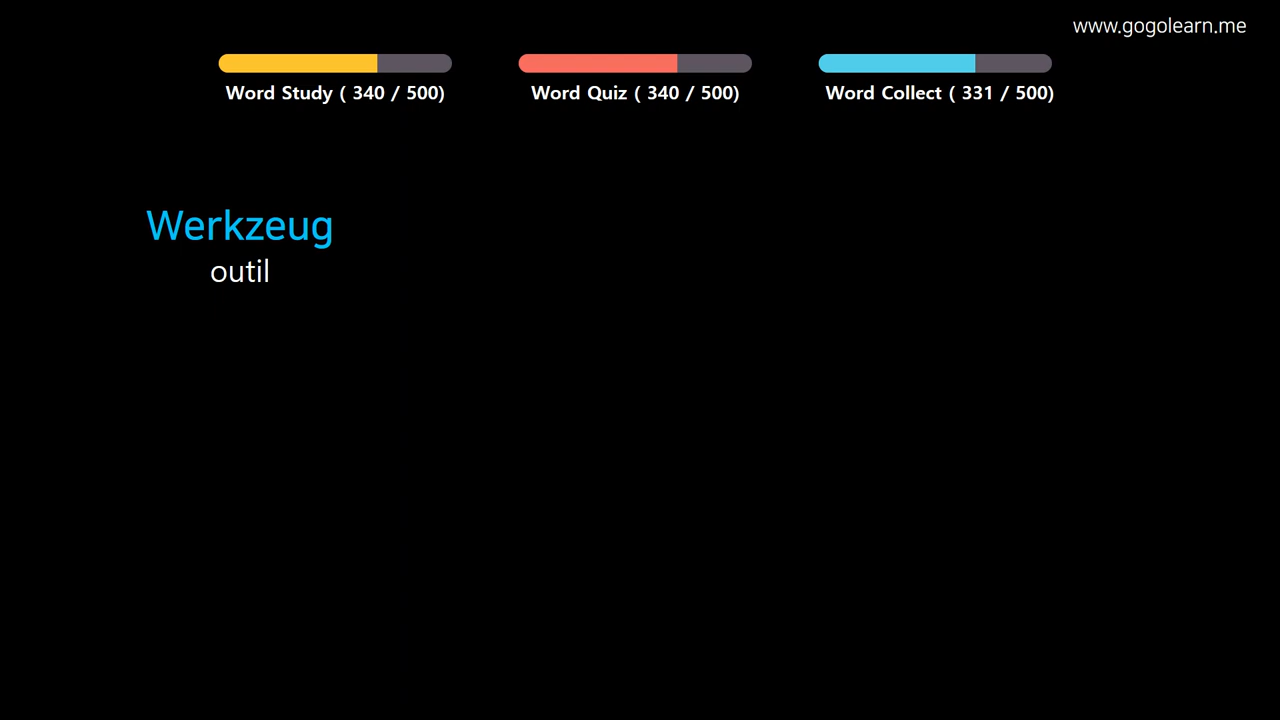 www.gogolearn.me
Word Study ( 340 / 500)
Word Quiz ( 340 / 500)
Word Collect ( 331 / 500)
Werkzeug
outil